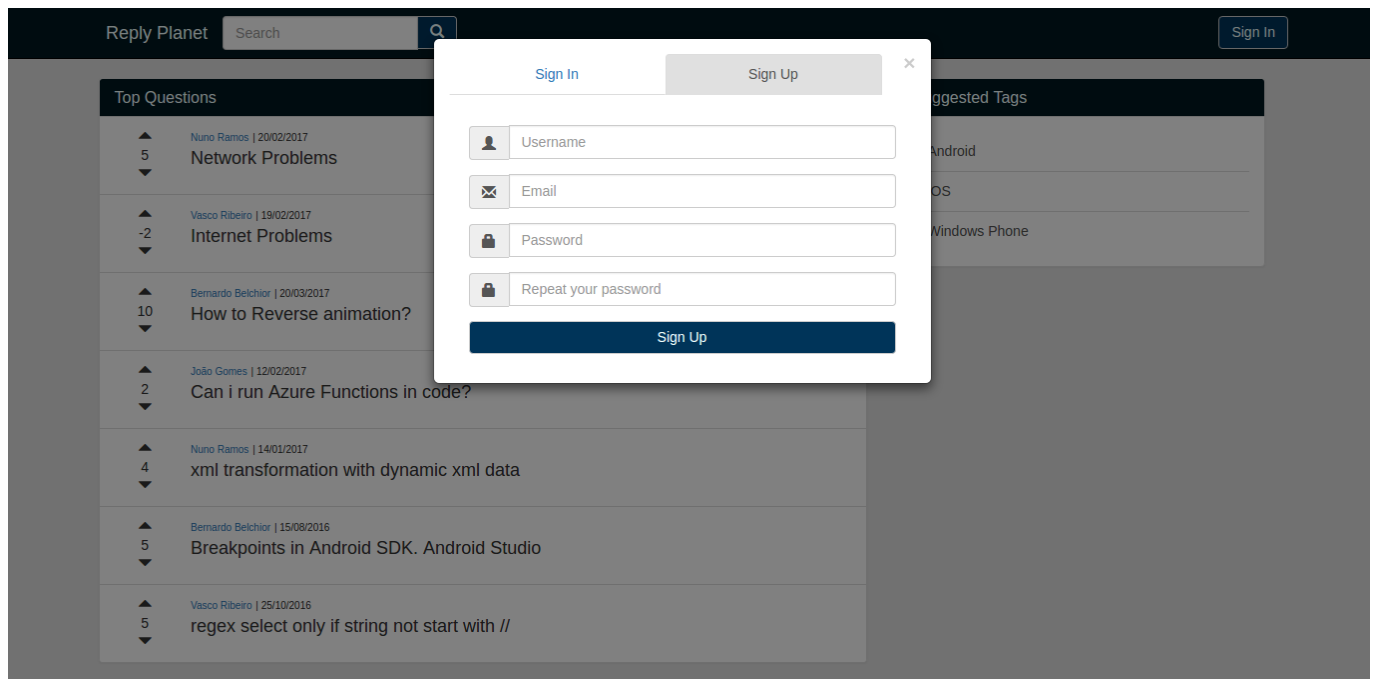 Reply Planet
Search
Sign In
Sign In
Sign Up
×
Username
Email
Password
Repeat your password
Sign Up
Top Questions
5
Nuno Ramos | 20/02/2017
Network Problems
-2
Vasco Ribeiro | 19/02/2017
Internet Problems
10
Bernardo Belchior | 20/03/2017
How to Reverse animation?
2
João Gomes | 12/02/2017
Can i run Azure Functions in code?
4
Nuno Ramos | 14/01/2017
xml transformation with dynamic xml data
5
Bernardo Belchior | 15/08/2016
Breakpoints in Android SDK. Android Studio
5
Vasco Ribeiro | 25/10/2016
regex select only if string not start with //
ggested Tags
Android
OS
Windows Phone